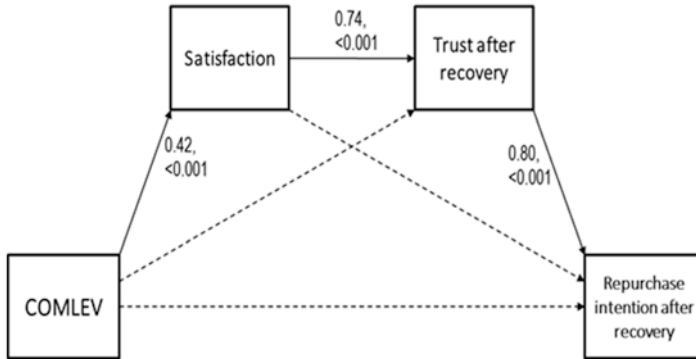 0.74,
<0.001
Satisfaction
Trust after
recovery
0.42,
<0.001
0.80,
<0.001
COMLEV
Repurchase
intention after
recovery